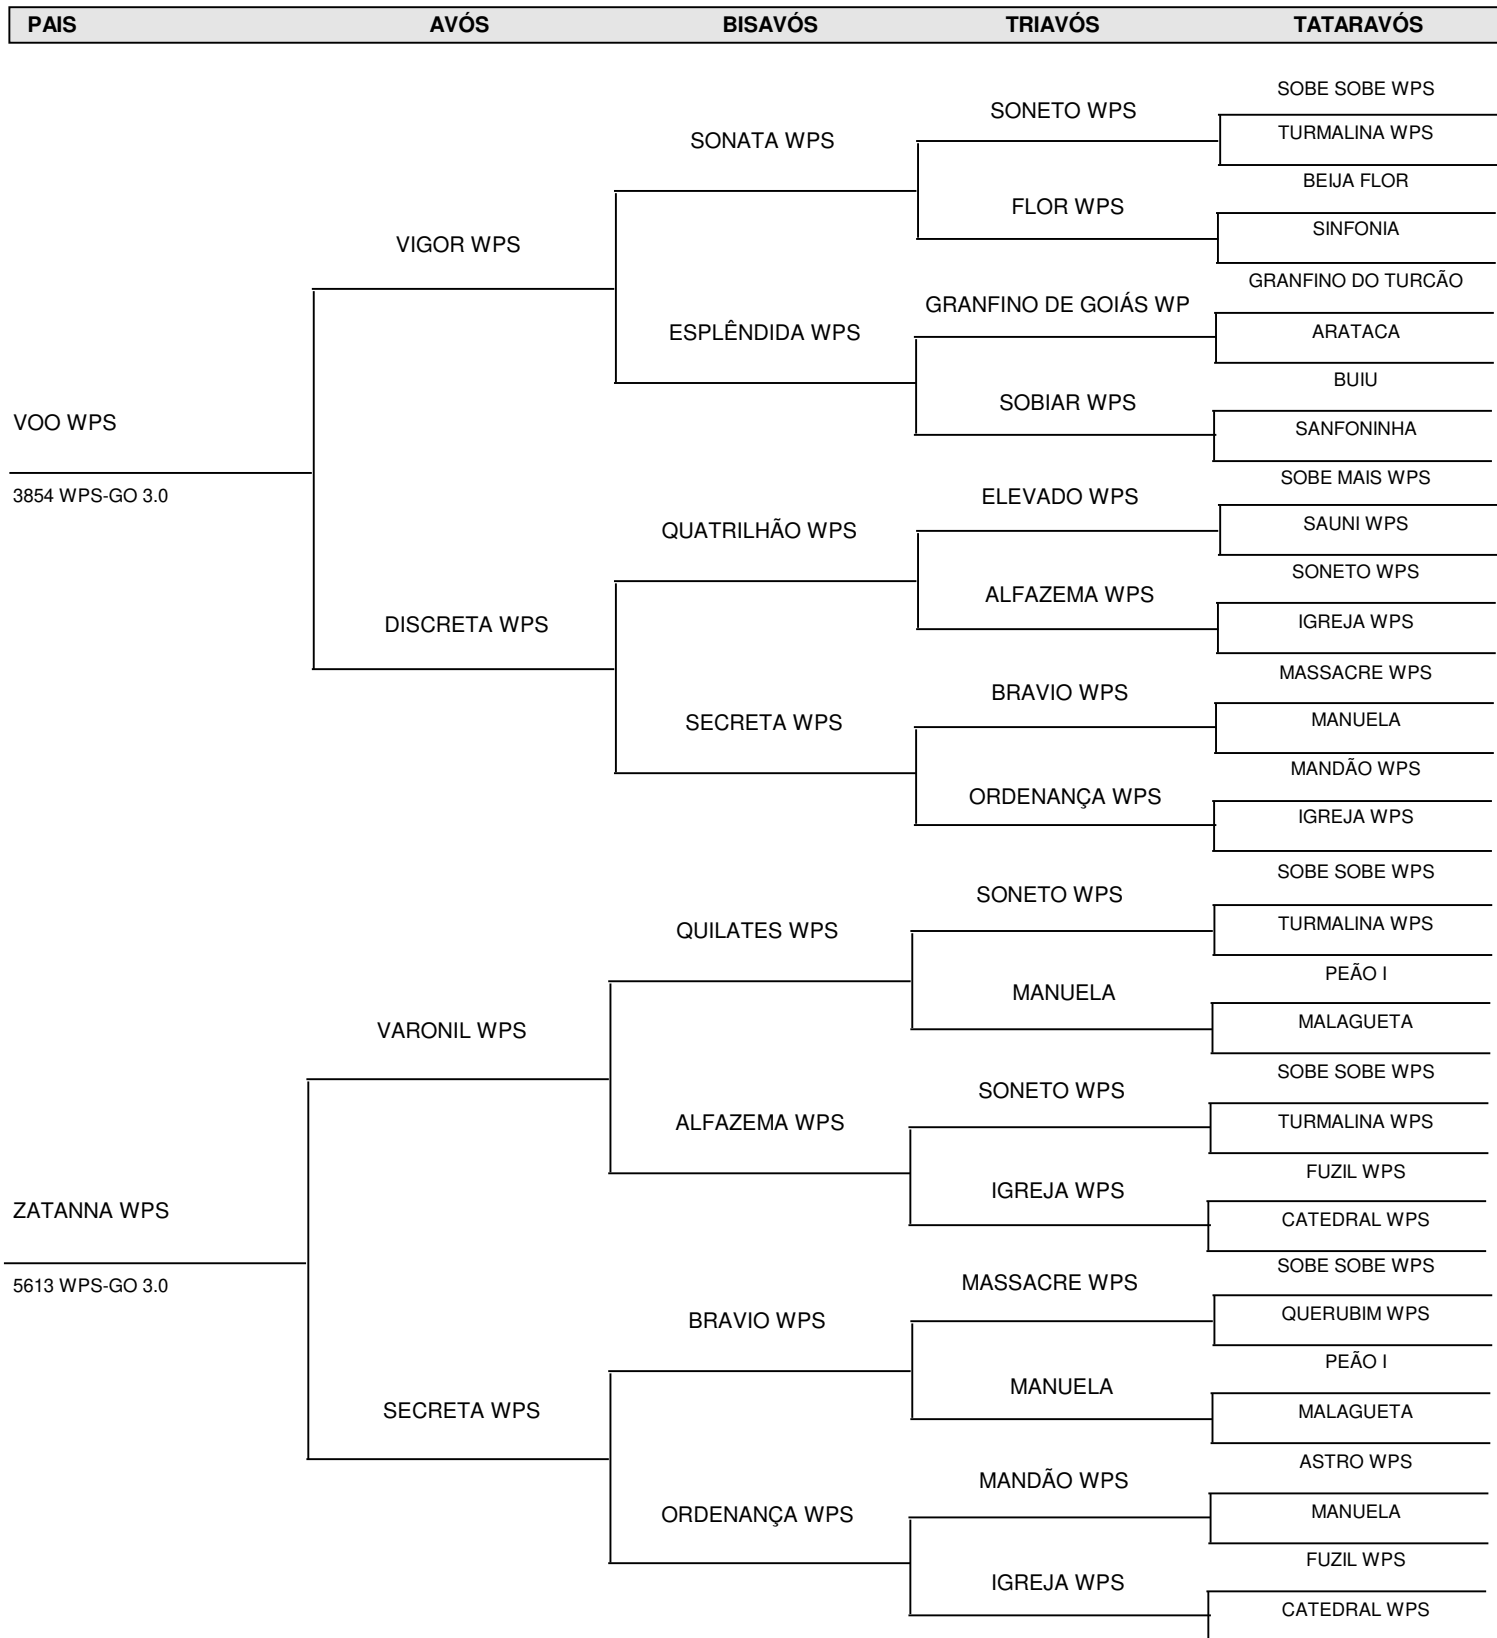 PAIS AVÓS BISAVÓS TRIAVÓS TATARAVÓS
SOBE SOBE WPS
SONETO WPS
TURMALINA WPS
SONATA WPS
BEIJA FLOR
FLOR WPS
SINFONIA
VIGOR WPS
GRANFINO DO TURCÃO
GRANFINO DE GOIÁS WP
ARATACA
ESPLÊNDIDA WPS
BUIU
SOBIAR WPS
SANFONINHA
VOO WPS
3854 WPS-GO 3.0
SOBE MAIS WPS
ELEVADO WPS
SAUNI WPS
QUATRILHÃO WPS
SONETO WPS
ALFAZEMA WPS
IGREJA WPS
DISCRETA WPS
MASSACRE WPS
BRAVIO WPS
MANUELA
SECRETA WPS
MANDÃO WPS
ORDENANÇA WPS
IGREJA WPS
SOBE SOBE WPS
SONETO WPS
TURMALINA WPS
QUILATES WPS
PEÃO I
MANUELA
MALAGUETA
VARONIL WPS
SOBE SOBE WPS
SONETO WPS
TURMALINA WPS
ALFAZEMA WPS
FUZIL WPS
IGREJA WPS
CATEDRAL WPS
ZATANNA WPS
5613 WPS-GO 3.0
SOBE SOBE WPS
MASSACRE WPS
QUERUBIM WPS
BRAVIO WPS
PEÃO I
MANUELA
MALAGUETA
SECRETA WPS
ASTRO WPS
MANDÃO WPS
MANUELA
ORDENANÇA WPS
FUZIL WPS
IGREJA WPS
CATEDRAL WPS